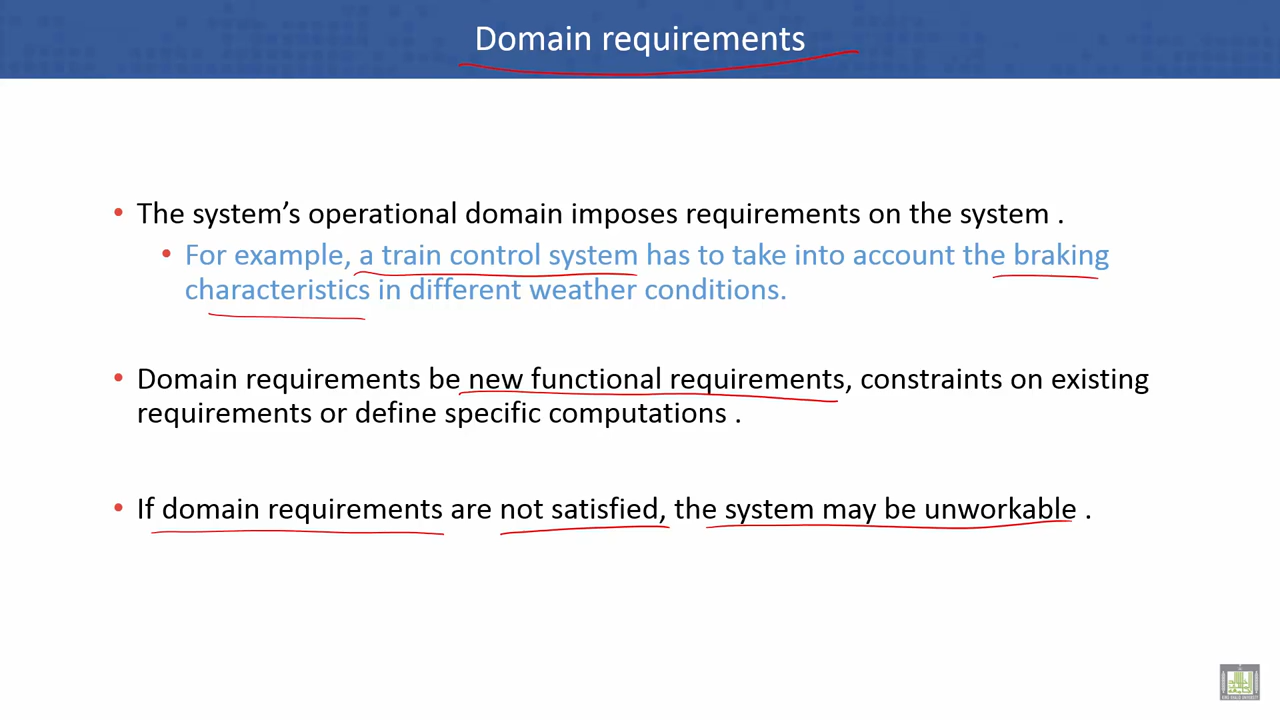 Domain requirements
• The system’s operational domain imposes requirements on the system .
• For example, a train control system has to take into account the braking
characteristics in different weather conditions.
• Domain requirements be new functional requirements, constraints on existing
requirements or define specific computations .
• If domain requirements are not satisfied, the system may be unworkable .